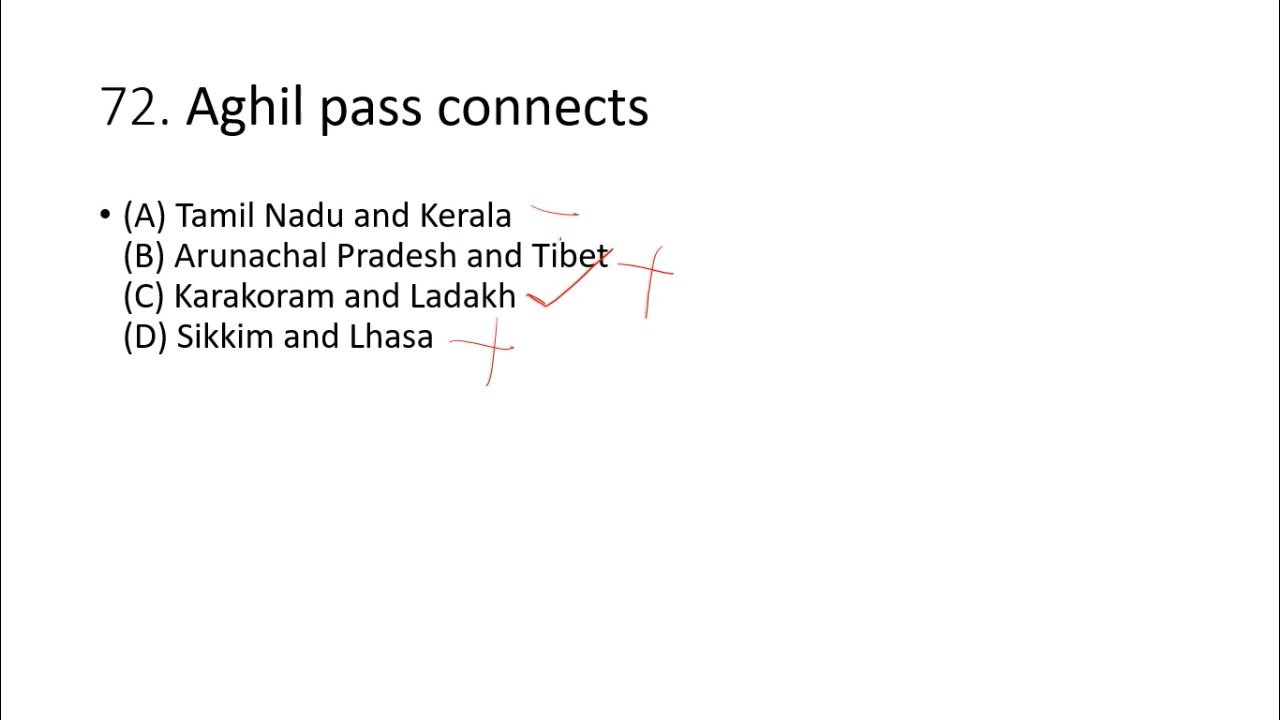 72. Aghil pass connects
• (A) Tamil Nadu and Kerala
(B) Arunachal Pradesh and Tibet
(C) Karakoram and Ladakh
(D) Sikkim and Lhasa